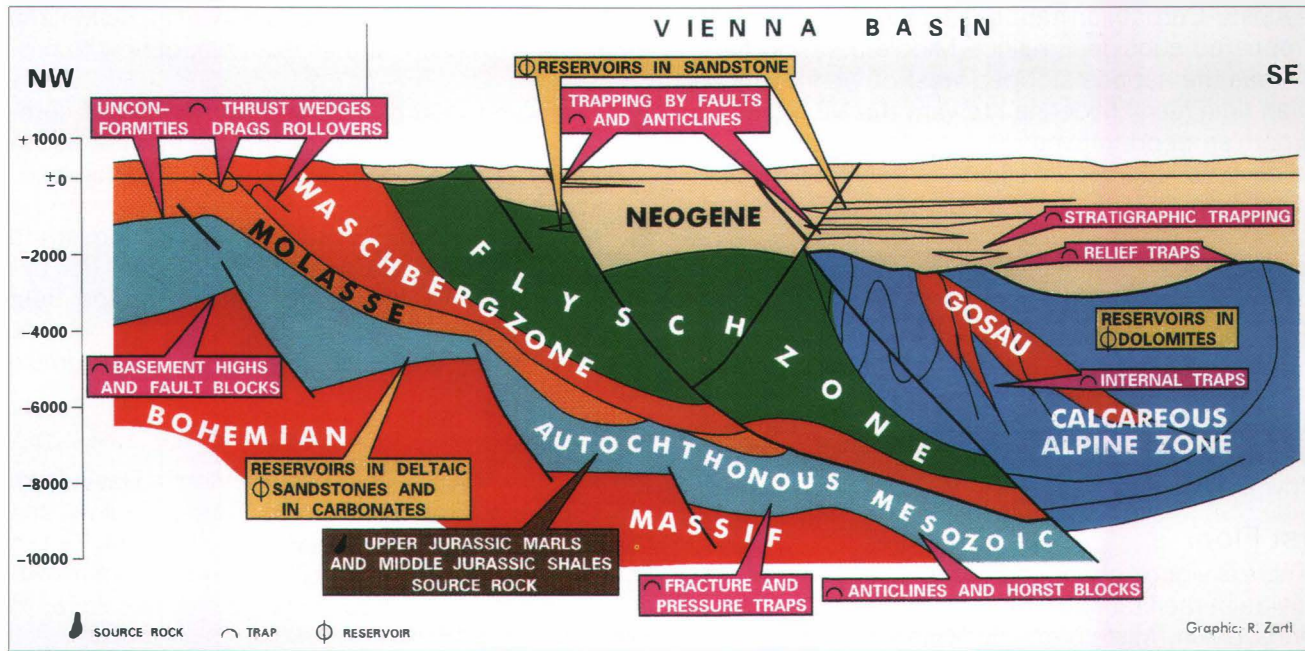 VIENNA BASIN
NW
SE
RESERVOIRS IN SANDSTONE
UNCON-
FORMITIES
THRUST WEDGES
DRAGS ROLLOVERS
TRAPPING BY FAULTS
AND ANTICLINES
+1000
±0
-2000
-4000
-6000
-8000
-10000
WASCHBERGZONE
MOLASSE
FLYSCHZONE
NEOGENE
STRATIGRAPHIC TRAPPING
RELIEF TRAPS
GOSAU
RESERVOIRS IN
DOLOMITES
INTERNAL TRAPS
CALCAREOUS
ALPINE ZONE
BASEMENT HIGHS
AND FAULT BLOCKS
BOHEMIAN
MASSIF
AUTOCHTHONOUS MESOZOIC
RESERVOIRS IN DELTAIC
SANDSTONES AND
IN CARBONATES
UPPER JURASSIC MARLS
AND MIDDLE JURASSIC SHALES
SOURCE ROCK
FRACTURE AND
PRESSURE TRAPS
ANTICLINES AND HORST BLOCKS
SOURCE ROCK
TRAP
RESERVOIR
Graphic: R. Zartl